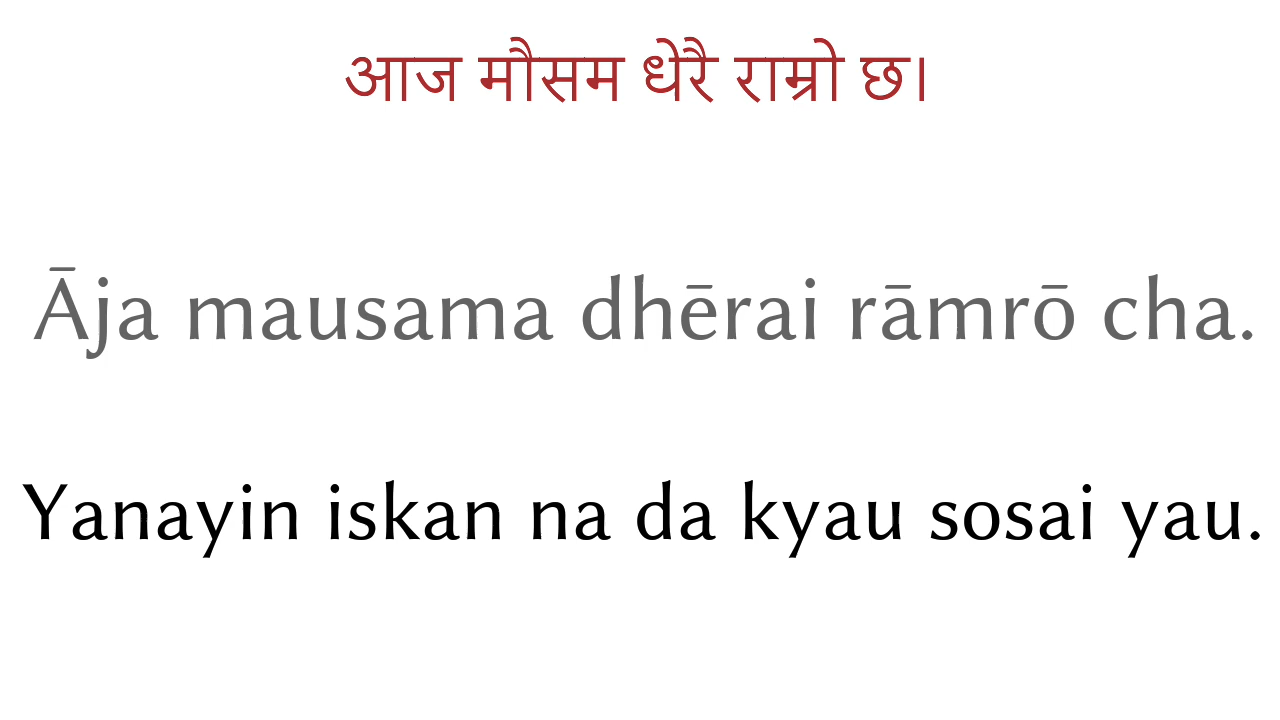 आज मौसम धेरै राम्रो छ।
Āja mausama dhērai rāmrō cha.
Yanayin iskan na da kyau sosai yau.